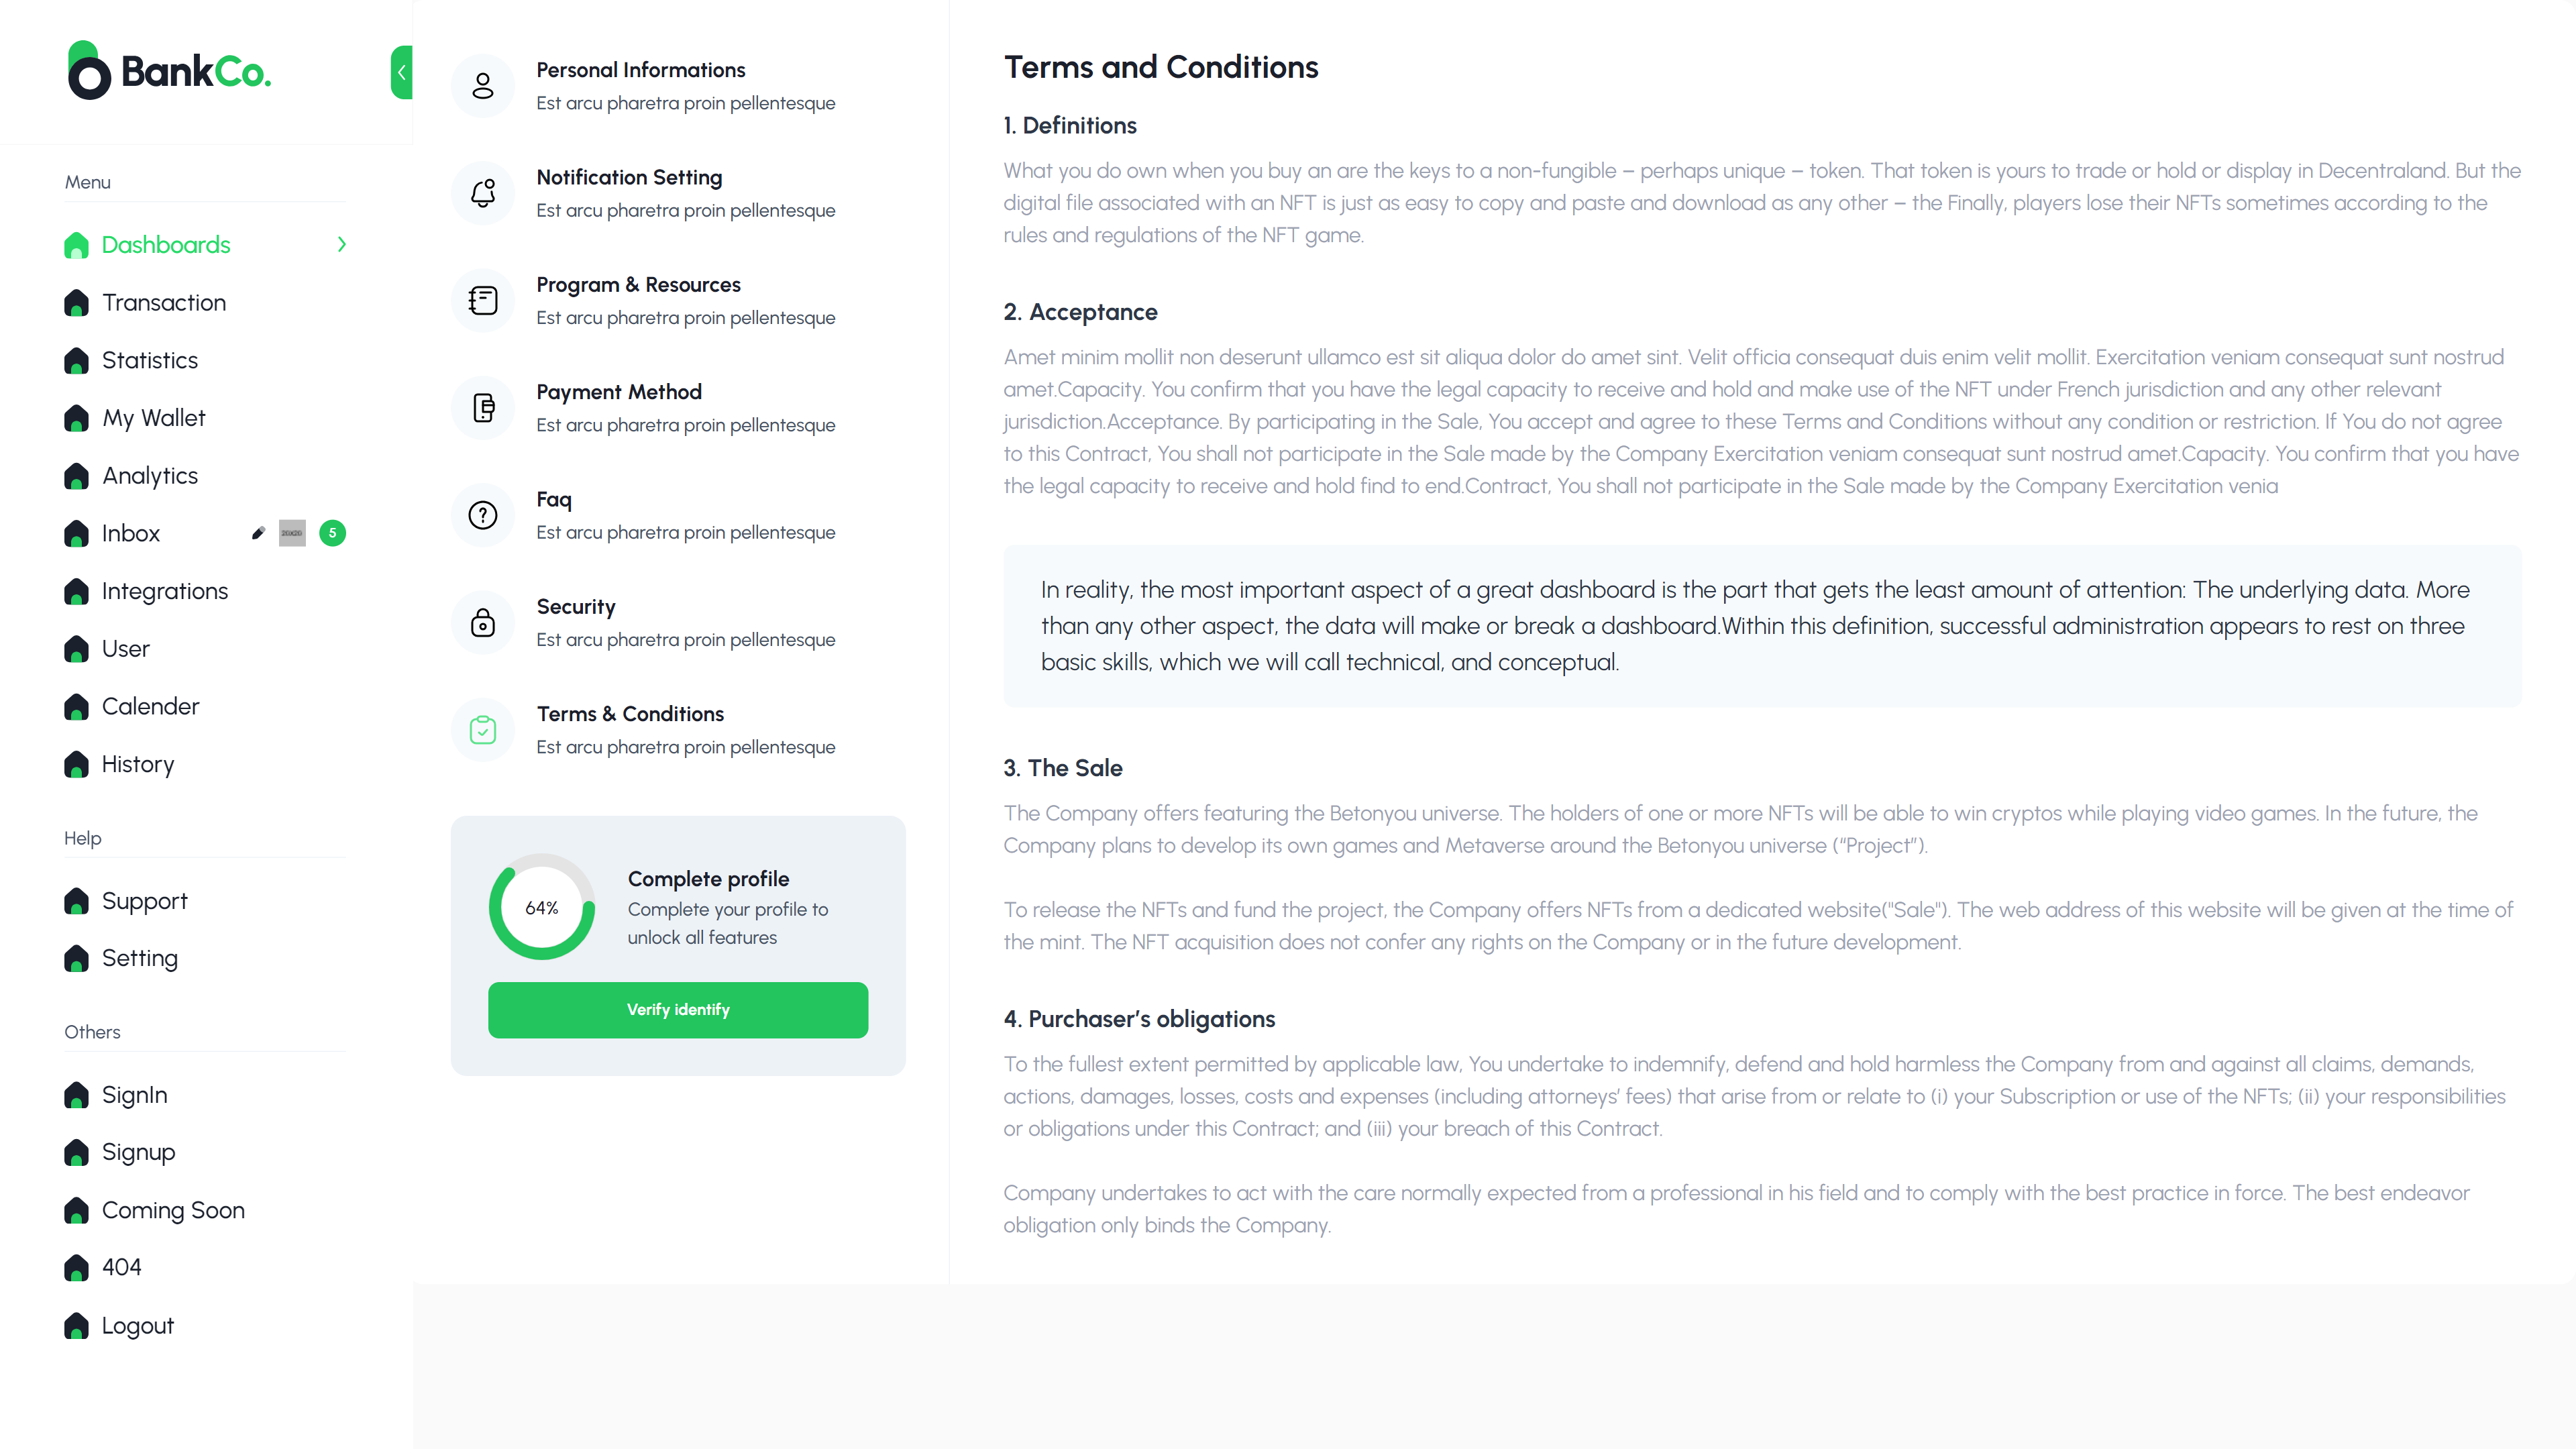 BankCo.
Menu
Dashboards
Transaction
Statistics
My Wallet
Analytics
Inbox
5
Integrations
User
Calender
History
Help
Support
Setting
Others
SignIn
Signup
Coming Soon
404
Logout
Personal Informations
Est arcu pharetra proin pellentesque
Notification Setting
Est arcu pharetra proin pellentesque
Program & Resources
Est arcu pharetra proin pellentesque
Payment Method
Est arcu pharetra proin pellentesque
Faq
Est arcu pharetra proin pellentesque
Security
Est arcu pharetra proin pellentesque
Terms & Conditions
Est arcu pharetra proin pellentesque
64%
Complete profile
Complete your profile to
unlock all features
Verify identify
Terms and Conditions
1. Definitions
What you do own when you buy an are the keys to a non-fungible – perhaps unique – token. That token is yours to trade or hold or display in Decentraland. But the
digital file associated with an NFT is just as easy to copy and paste and download as any other – the Finally, players lose their NFTs sometimes according to the
rules and regulations of the NFT game.
2. Acceptance
Amet minim mollit non deserunt ullamco est sit aliqua dolor do amet sint. Velit officia consequat duis enim velit mollit. Exercitation veniam consequat sunt nostrud
amet.Capacity. You confirm that you have the legal capacity to receive and hold and make use of the NFT under French jurisdiction and any other relevant
jurisdiction.Acceptance. By participating in the Sale, You accept and agree to these Terms and Conditions without any condition or restriction. If You do not agree
to this Contract, You shall not participate in the Sale made by the Company Exercitation veniam consequat sunt nostrud amet.Capacity. You confirm that you have
the legal capacity to receive and hold find to end.Contract, You shall not participate in the Sale made by the Company Exercitation venia
In reality, the most important aspect of a great dashboard is the part that gets the least amount of attention: The underlying data. More
than any other aspect, the data will make or break a dashboard.Within this definition, successful administration appears to rest on three
basic skills, which we will call technical, and conceptual.
3. The Sale
The Company offers featuring the Betonyou universe. The holders of one or more NFTs will be able to win cryptos while playing video games. In the future, the
Company plans to develop its own games and Metaverse around the Betonyou universe (“Project”).
To release the NFTs and fund the project, the Company offers NFTs from a dedicated website("Sale"). The web address of this website will be given at the time of
the mint. The NFT acquisition does not confer any rights on the Company or in the future development.
4. Purchaser’s obligations
To the fullest extent permitted by applicable law, You undertake to indemnify, defend and hold harmless the Company from and against all claims, demands,
actions, damages, losses, costs and expenses (including attorneys’ fees) that arise from or relate to (i) your Subscription or use of the NFTs; (ii) your responsibilities
or obligations under this Contract; and (iii) your breach of this Contract.
Company undertakes to act with the care normally expected from a professional in his field and to comply with the best practice in force. The best endeavor
obligation only binds the Company.